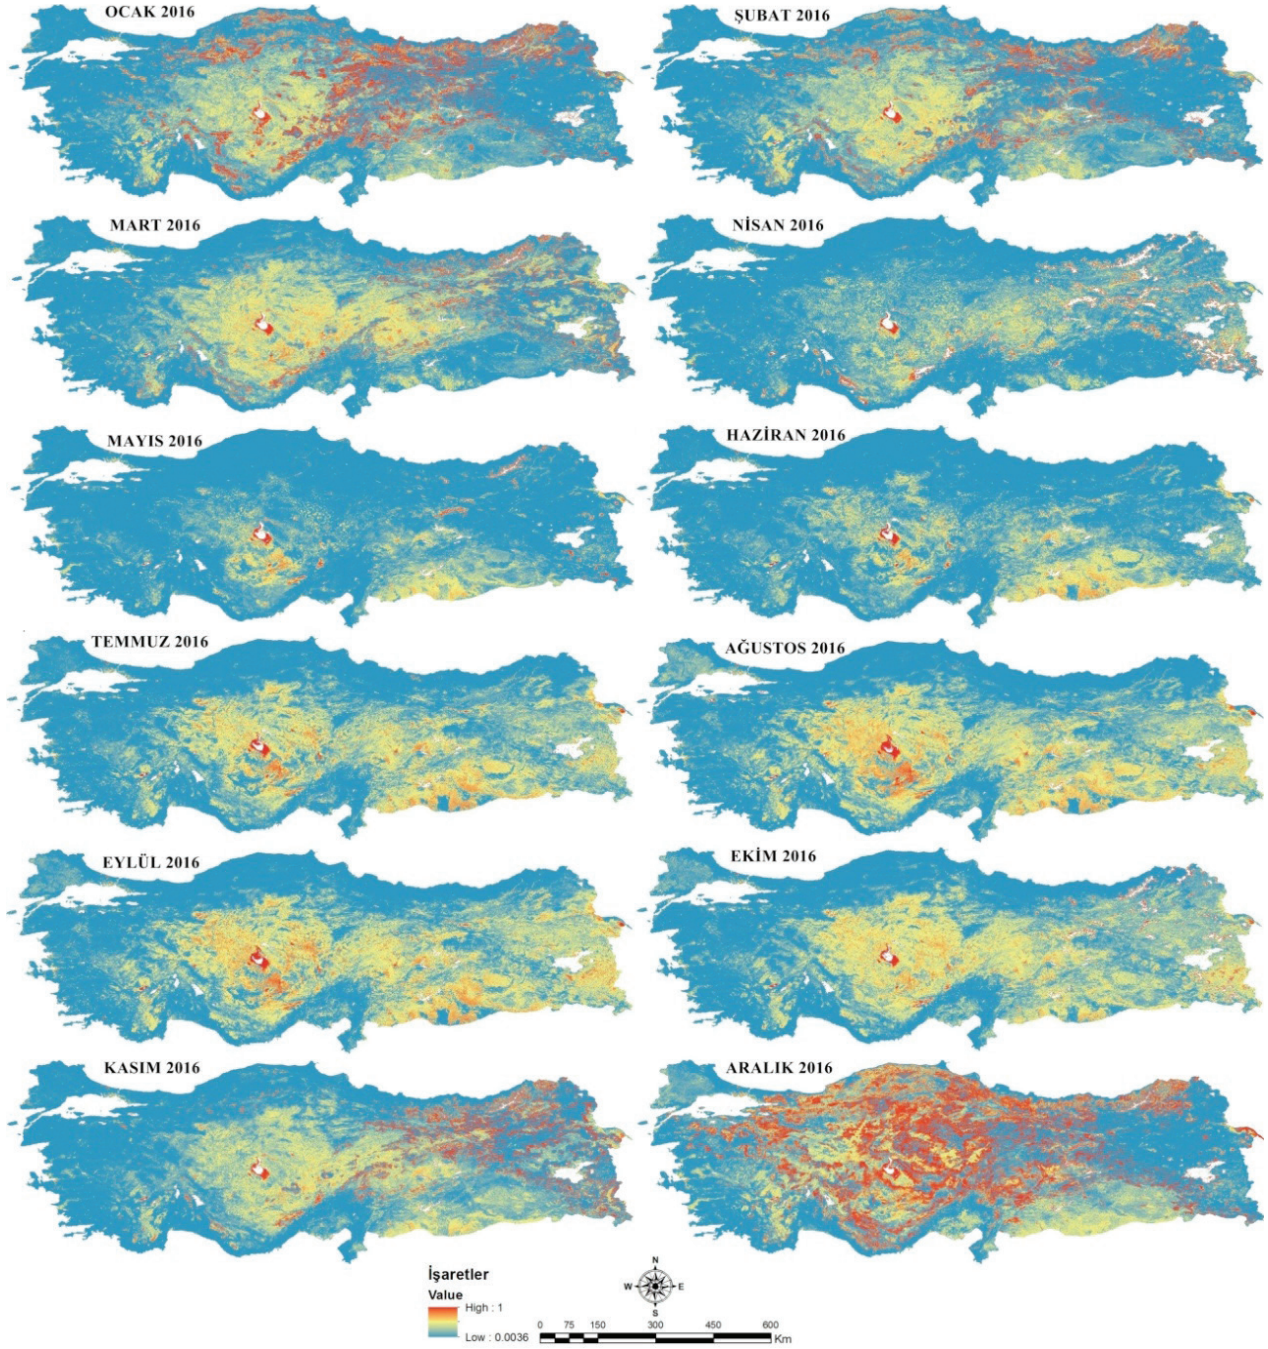 OCAK 2016
ŞUBAT 2016
MART 2016
NİSAN 2016
MAYIS 2016
HAZİRAN 2016
TEMMUZ 2016
AĞUSTOS 2016
EYLÜL 2016
EKİM 2016
KASIM 2016
ARALIK 2016
İşaretler
Value
High : 1
Low : 0.0036
N
W E
S
0 75 150 300 450 600
Km